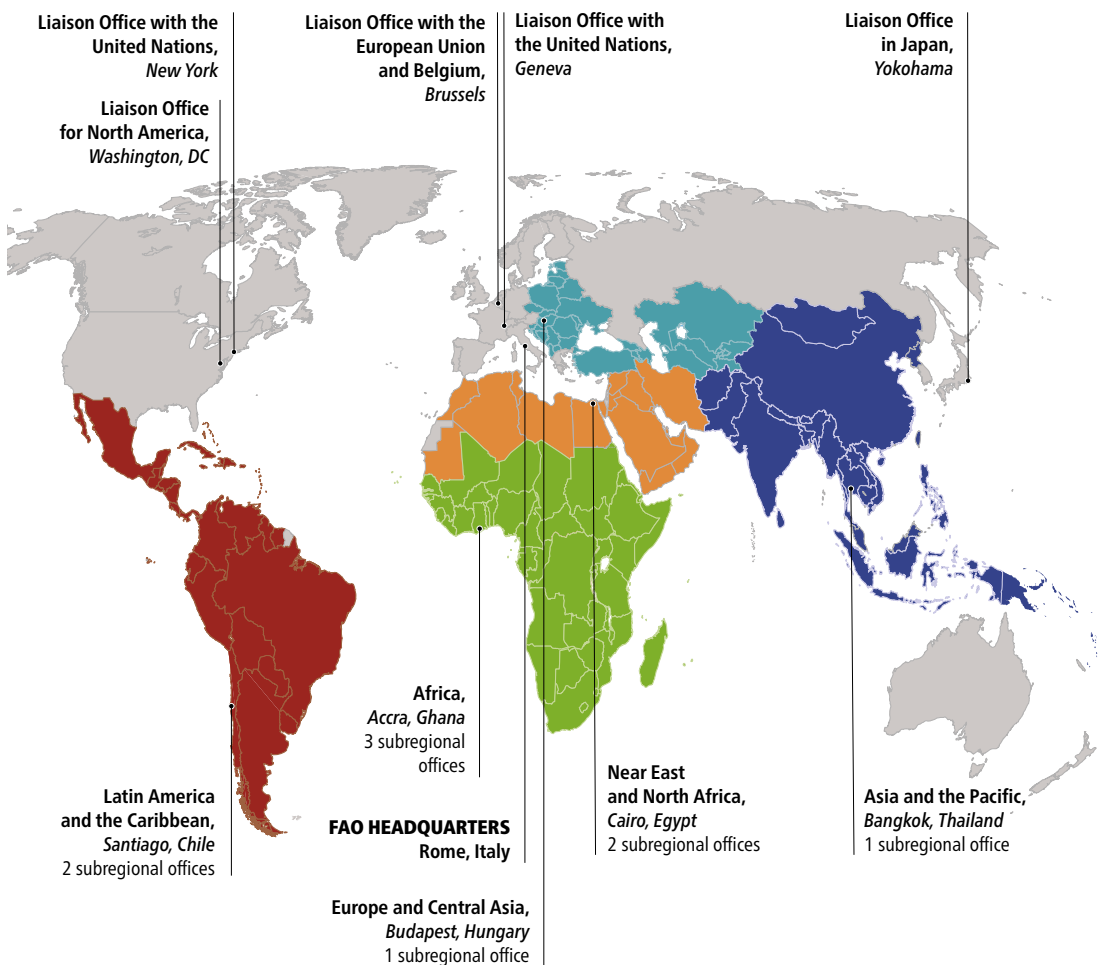 Liaison Office with the
United Nations,
New York
Liaison Office
for North America,
Washington, DC
Liaison Office with the
European Union
and Belgium,
Brussels
Liaison Office with
the United Nations,
Geneva
Liaison Office
in Japan,
Yokohama
Latin America
and the Caribbean,
Santiago, Chile
2 subregional offices
Africa,
Accra, Ghana
3 subregional
offices
FAO HEADQUARTERS
Rome, Italy
Europe and Central Asia,
Budapest, Hungary
1 subregional office
Near East
and North Africa,
Cairo, Egypt
2 subregional offices
Asia and the Pacific,
Bangkok, Thailand
1 subregional office